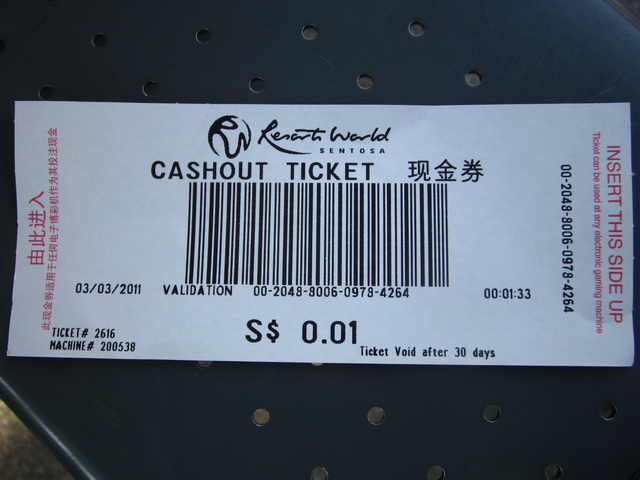 Resorts World
SENTOSA
CASHOUT TICKET 现金券
03/03/2011 VALIDATION 00-2048-8006-0978-4264 00:01:33
TICKET# 2616
MACHINE# 200538
S$ 0.01
Ticket Void after 30 days
由此进入
此现金券适用于任何电子博彩机作为其投注现金
00-2048-8006-0978-4264
INSERT THIS SIDE UP
Ticket can be used at any electronic gaming machine